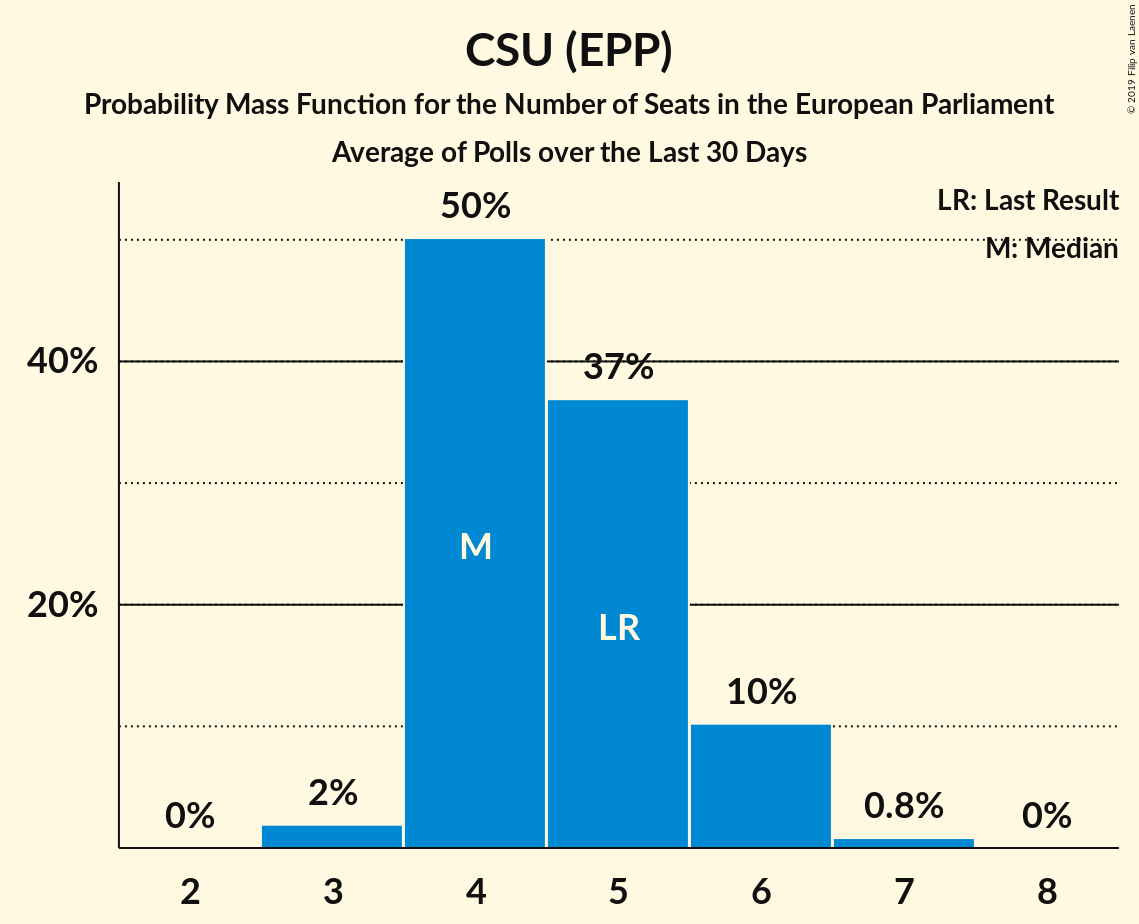 CSU (EPP)
Probability Mass Function for the Number of Seats in the European Parliament
Average of Polls over the Last 30 Days
© 2019 Filip van Laenen
LR: Last Result
M: Median
50%
40%
37%
M
20%
LR
10%
2%
0.8%
0%
0%
2 3 4 5 6 7 8